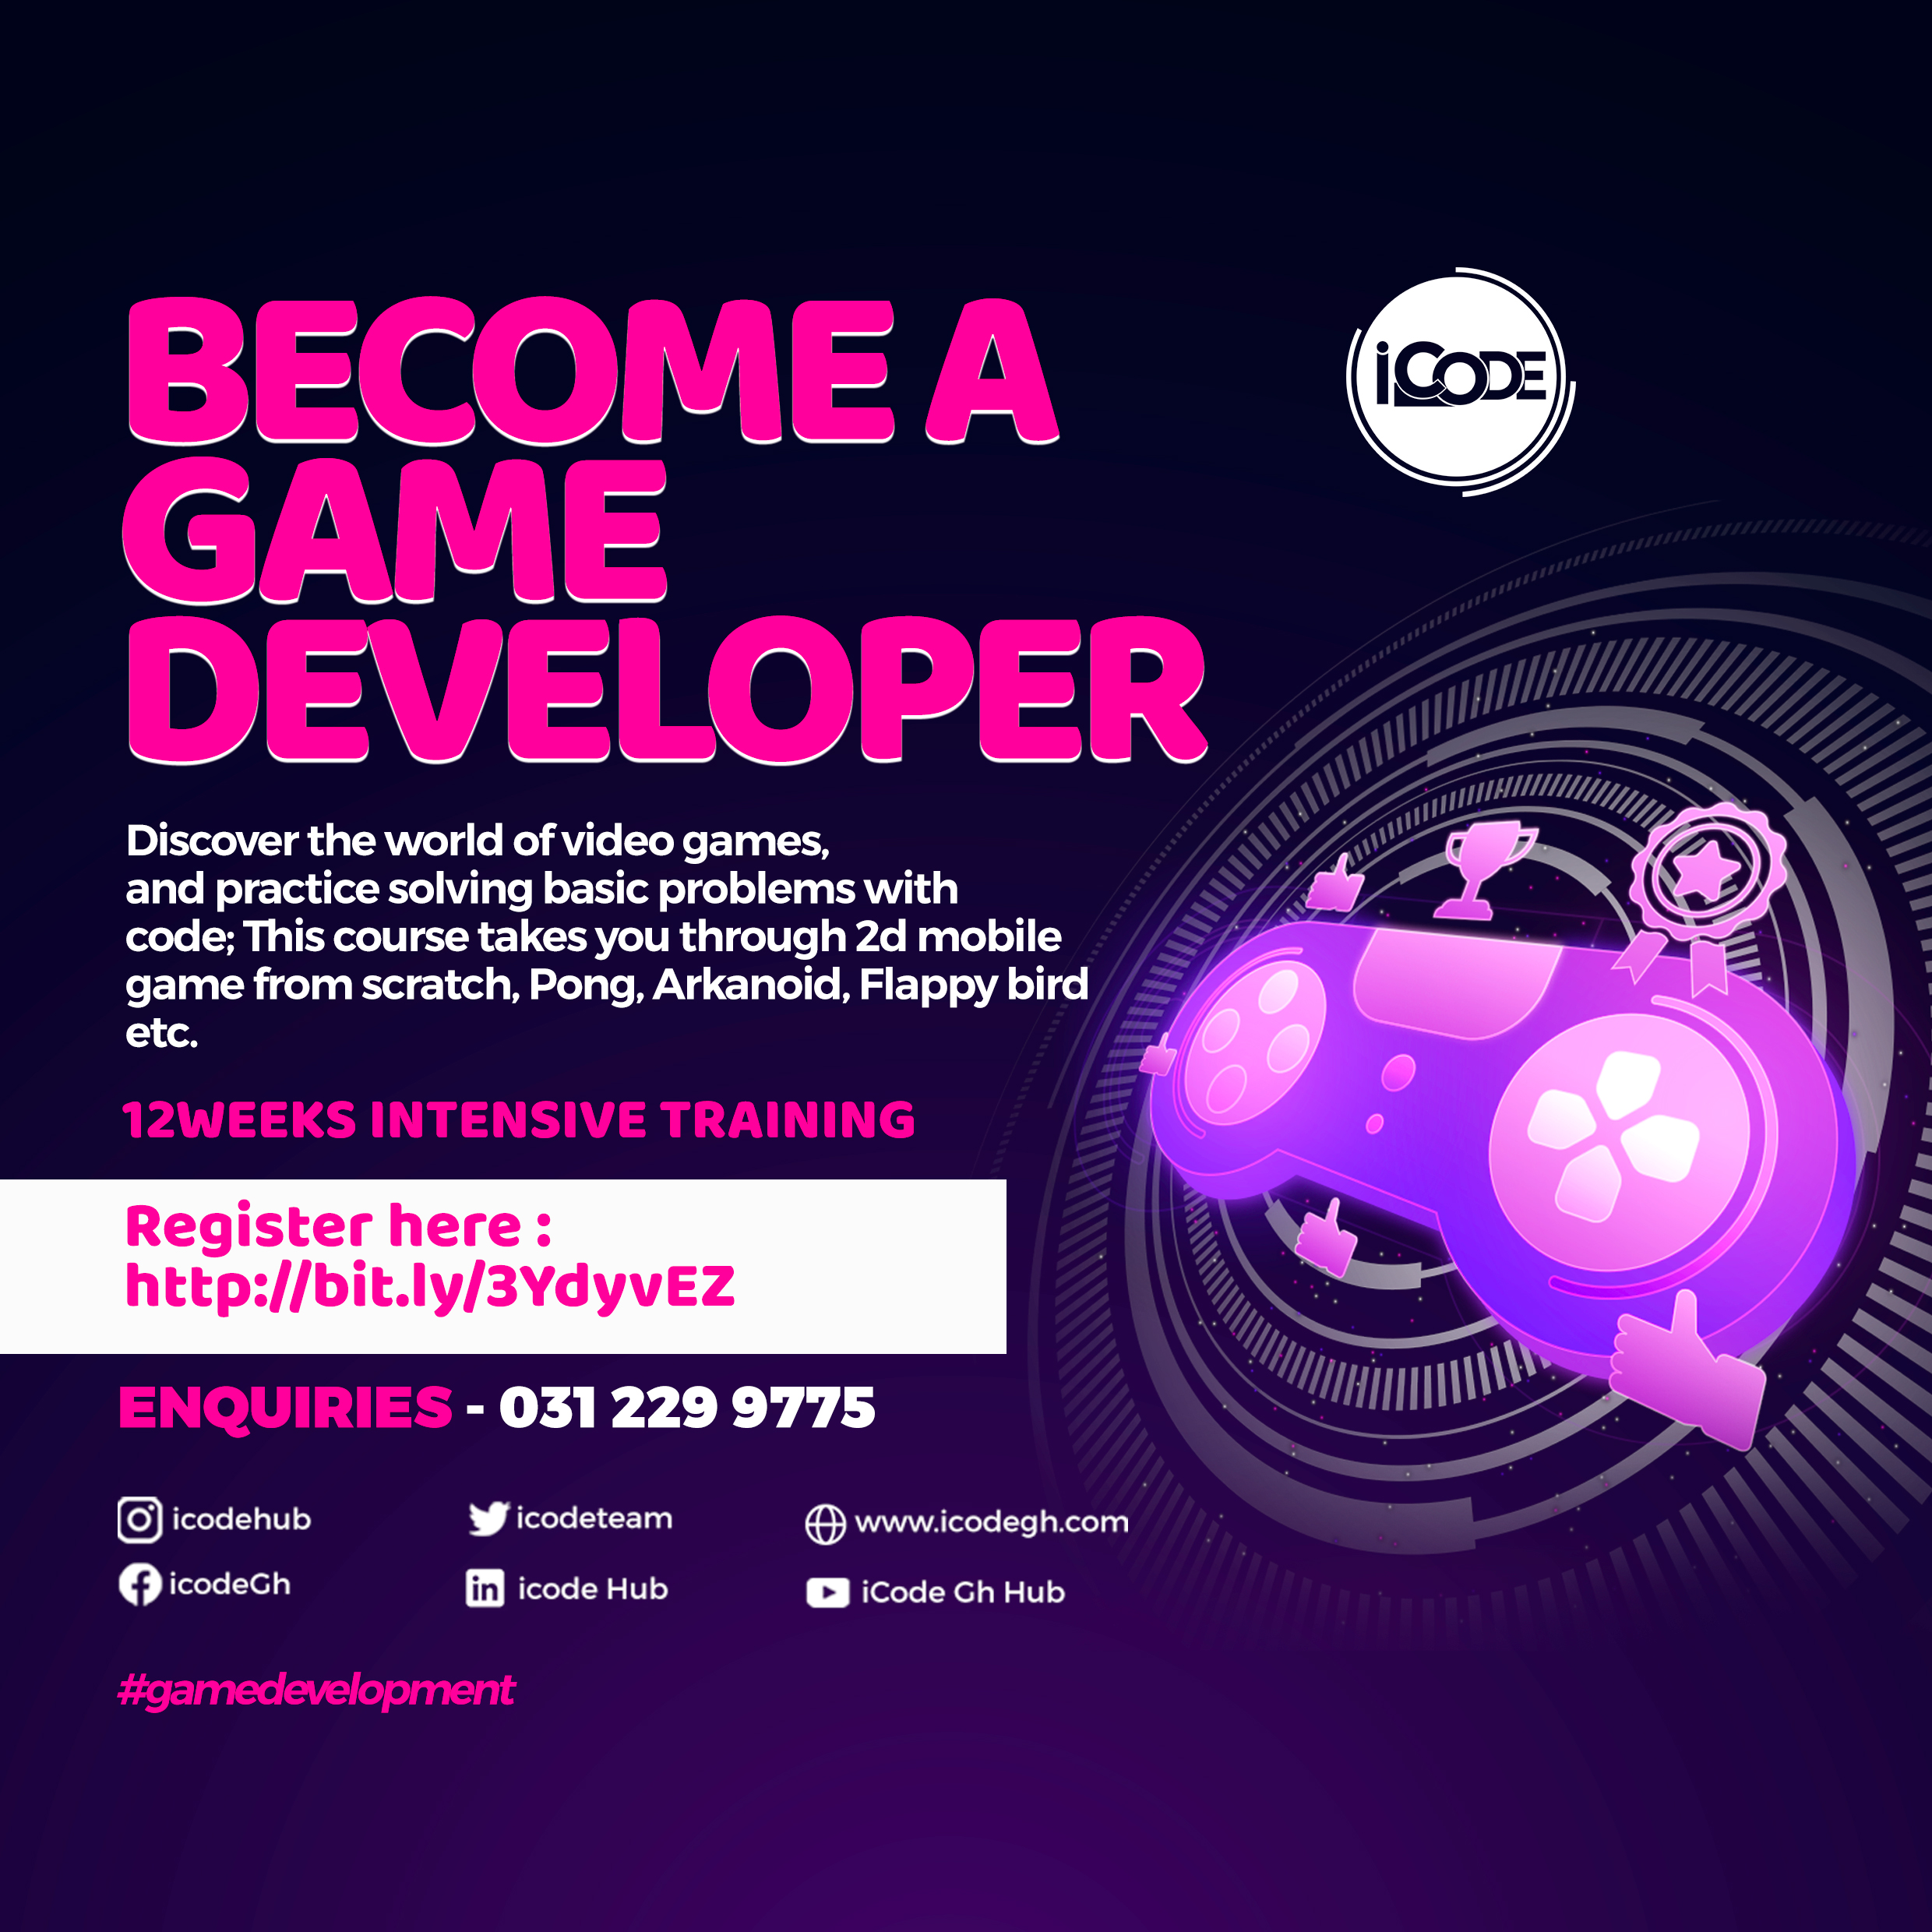 BECOME A
GAME
DEVELOPER
iCODE
Discover the world of video games,
and practice solving basic problems with
code; This course takes you through 2d mobile
game from scratch, Pong, Arkanoid, Flappy bird
etc.
12WEEKS INTENSIVE TRAINING
Register here :
http://bit.ly/3YdyvEZ
ENQUIRIES - 031 229 9775
icodehub
icodeteam
www.icodegh.com
icodeGh
icode Hub
iCode Gh Hub
#gamedevelopment